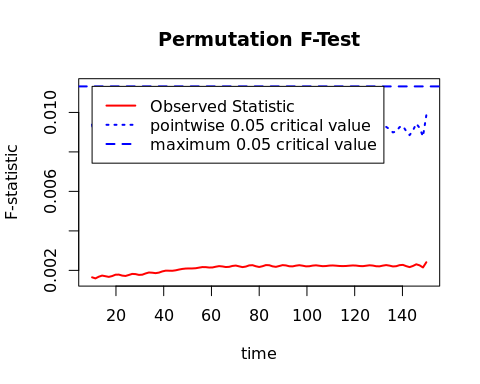 Permutation F-Test
Observed Statistic
pointwise 0.05 critical value
maximum 0.05 critical value
F-statistic
0.010
0.006
0.002
20 40 60 80 100 120 140
time